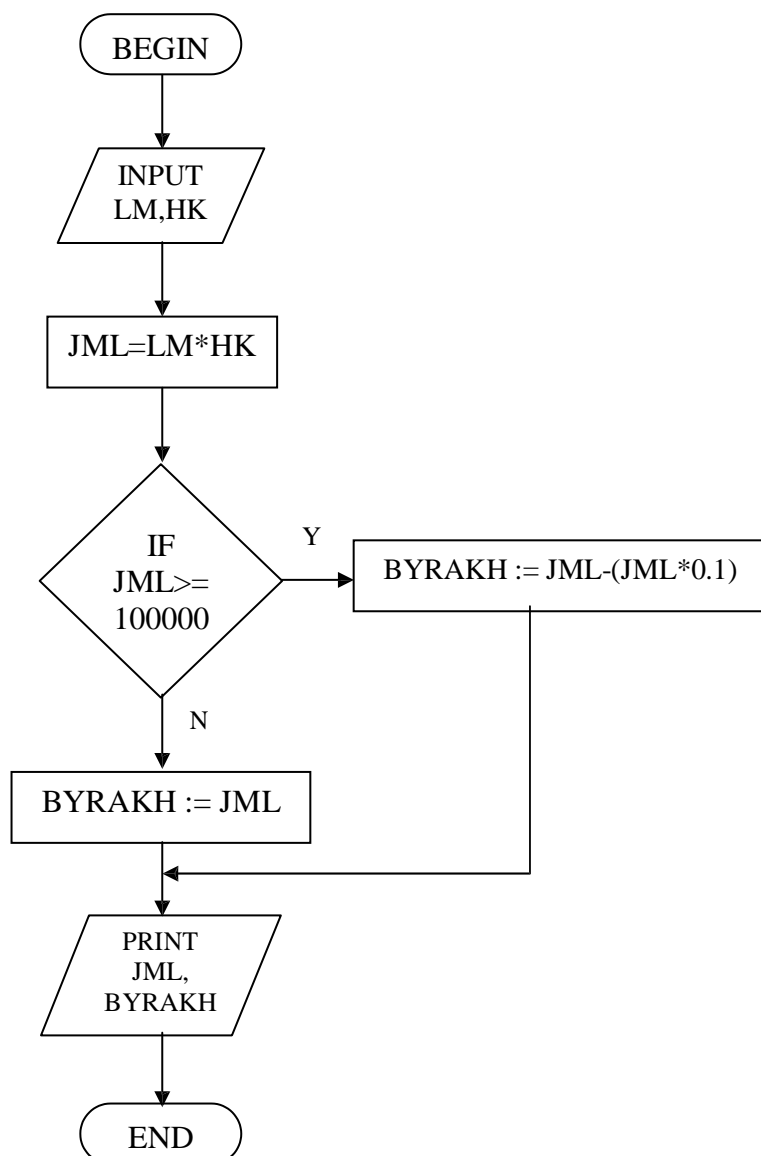 BEGIN
INPUT
LM,HK
JML=LM*HK
IF
JML>=
100000
Y
BYRAKH := JML-(JML*0.1)
N
BYRAKH := JML
PRINT
JML,
BYRAKH
END